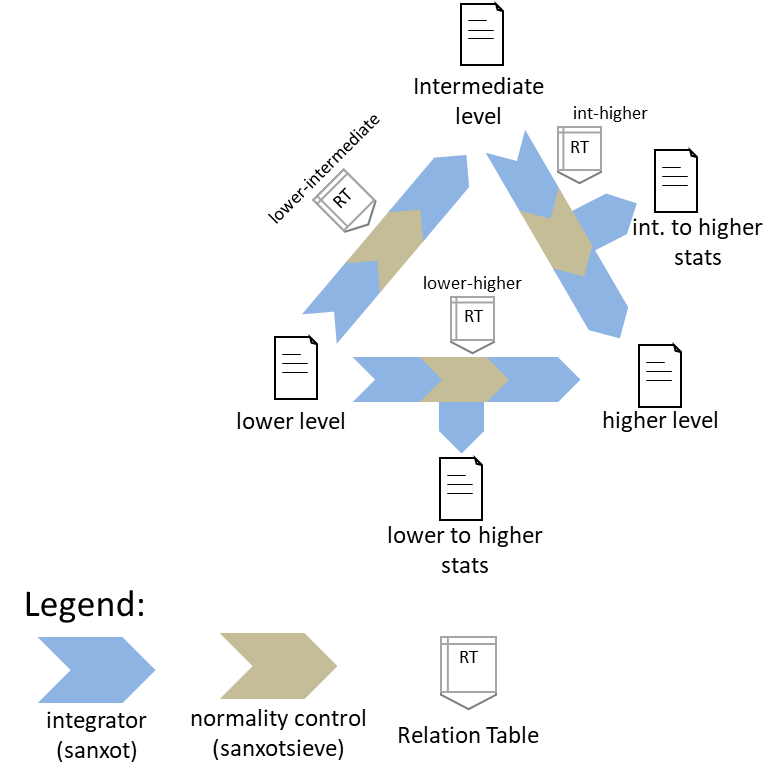 Intermediate
level
int-higher
RT
lower-intermediate
RT
int. to higher
stats
lower-higher
RT
lower level
higher level
lower to higher
stats
Legend:
RT
integrator
(sanxot)
normality control
(sanxotsieve)
Relation Table